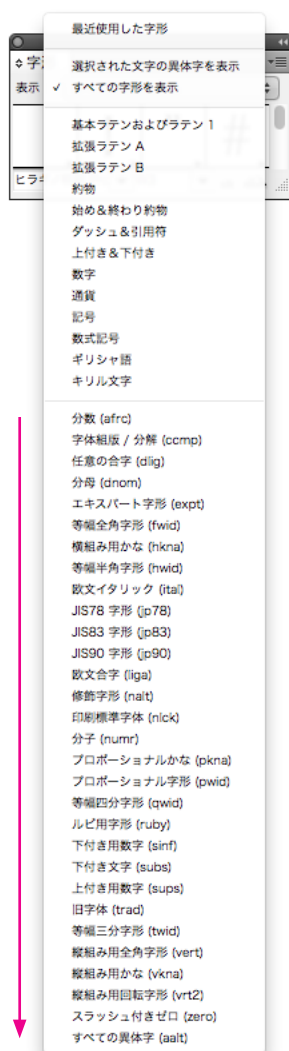 最近使用した字形
字
選択された文字の異体字を表示
表示 ✓ すべての字形を表示
基本ラテンおよびラテン 1
#
拡張ラテン A
拡張ラテン B
ヒラキ
約物
始め＆終わり約物
ダッシュ＆引用符
上付き＆下付き
数字
通貨
記号
数式記号
ギリシャ語
キリル文字
分数 (afrc)
字体組版 / 分解 (ccmp)
任意の合字 (dlig)
分母 (dnom)
エキスパート字形 (expt)
等幅全角字形 (fwid)
横組み用かな (hkna)
等幅半角字形 (hwid)
欧文イタリック (ital)
JIS78 字形 (jp78)
JIS83 字形 (jp83)
JIS90 字形 (jp90)
欧文合字 (liga)
修飾字形 (nalt)
印刷標準字体 (nlck)
分子 (numr)
プロポーショナルかな (pkna)
プロポーショナル字形 (pwid)
等幅四分字形 (qwid)
ルビ用字形 (ruby)
下付き用数字 (sinf)
下付き文字 (subs)
上付き用数字 (sups)
旧字体 (trad)
等幅三分字形 (twid)
縦組み用全角字形 (vert)
縦組み用かな (vkna)
縦組み用回転字形 (vrt2)
スラッシュ付きゼロ (zero)
すべての異体字 (aalt)